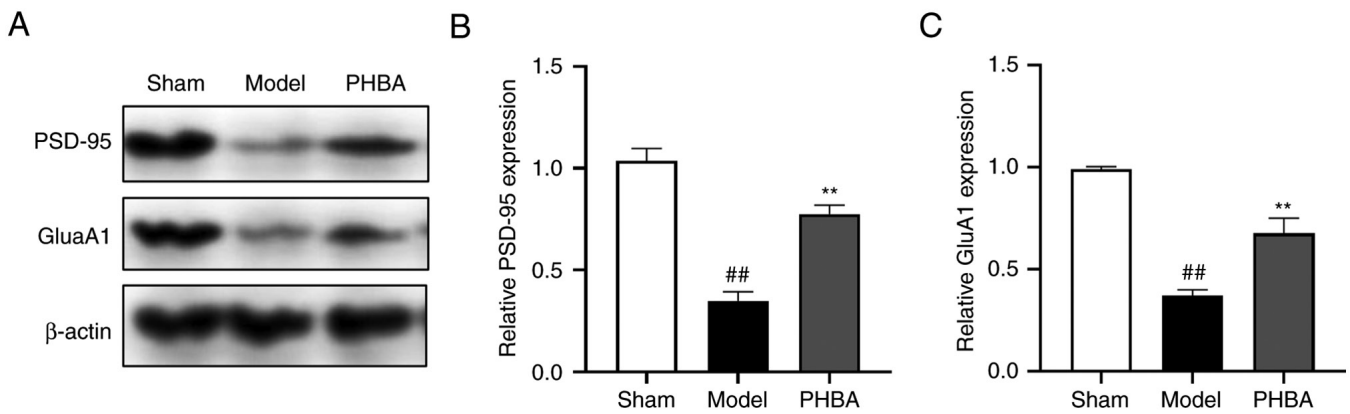 A
Sham Model PHBA
PSD-95
GluaA1
β-actin
B
Relative PSD-95 expression
1.5
1.0
0.5
0.0
##
**
Sham Model PHBA
C
Relative GluA1 expression
1.5
1.0
0.5
0.0
##
**
Sham Model PHBA